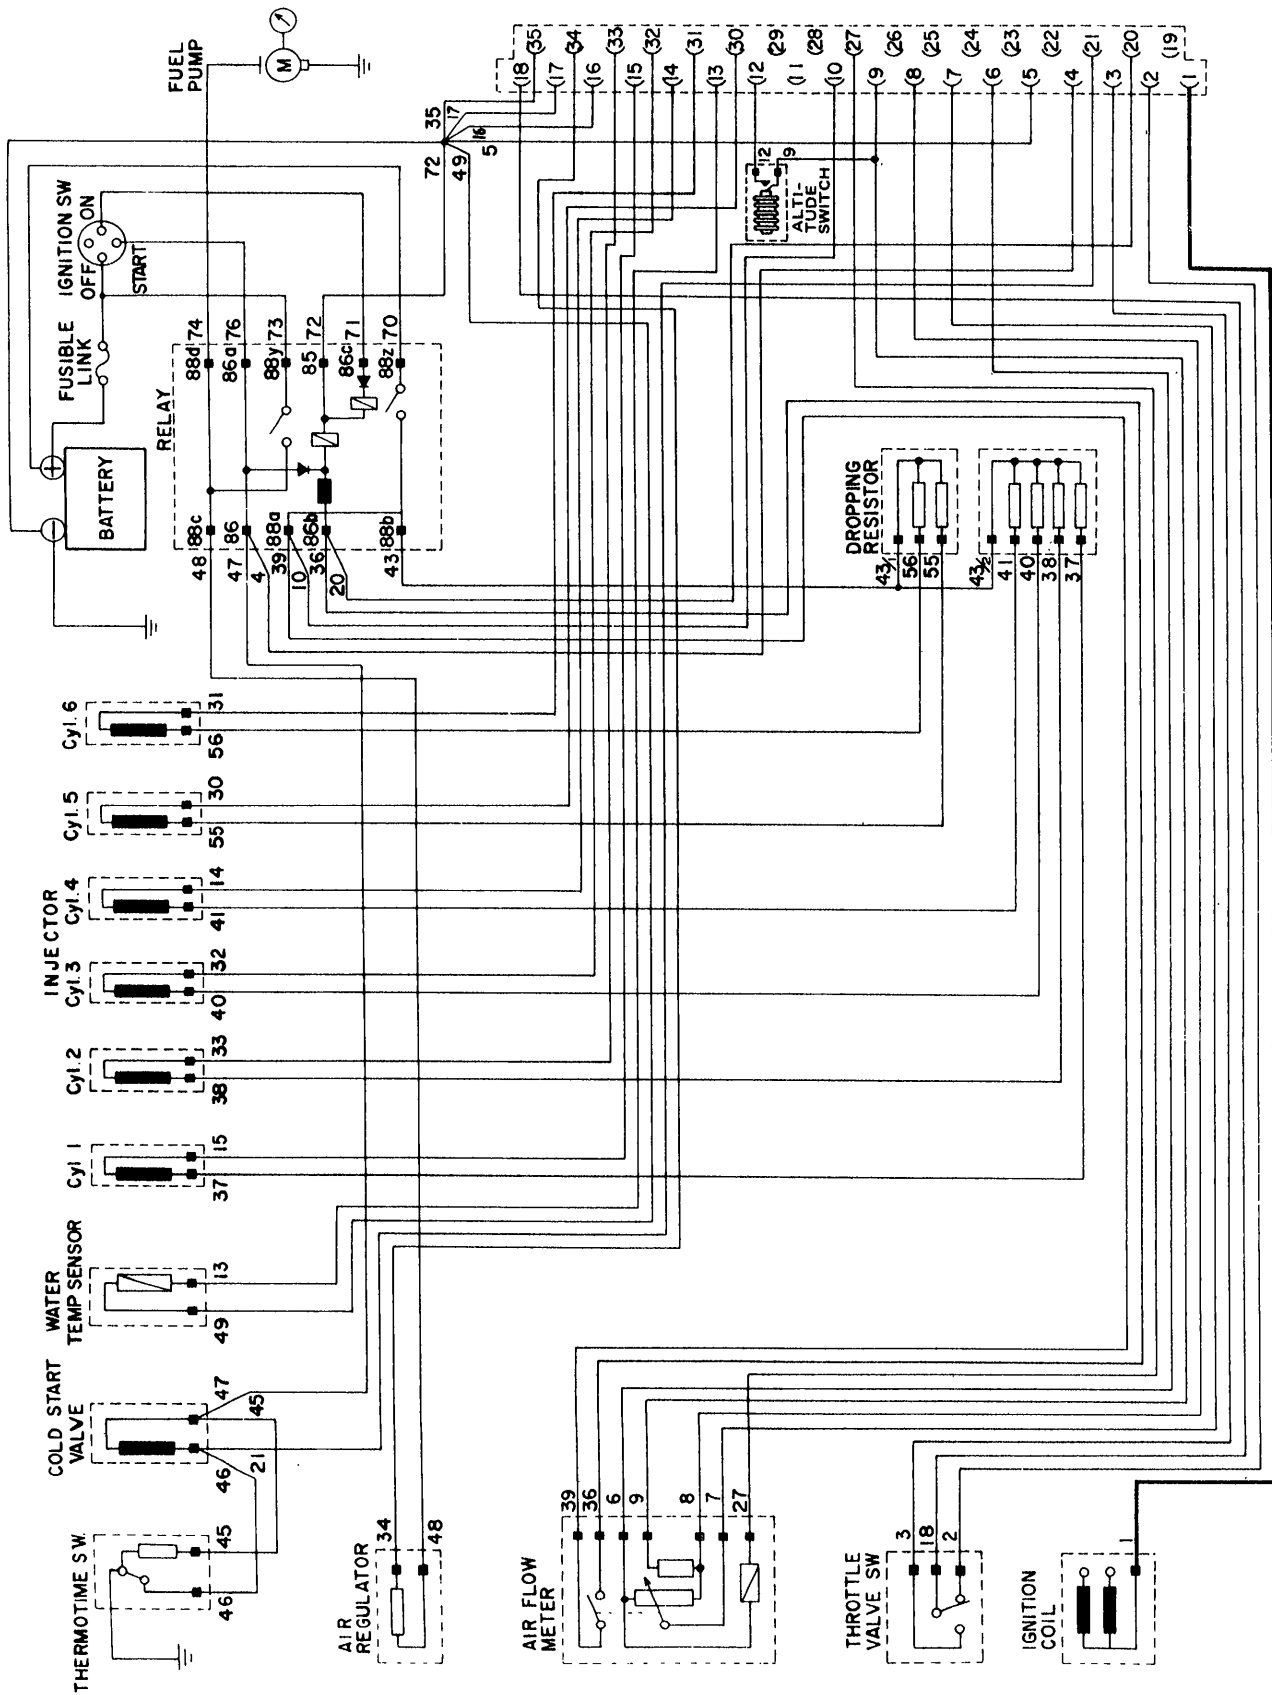 FUEL
PUMP
M
FUSIBLE
LINK
IGNITION SW
OFF
ON
START
BATTERY
+
−
RELAY
88d
74
86a
76
88y
73
85
72
86c
71
88z
70
88c
48
86
47
4
88a
39
10
86b
36
20
88b
43
35
17
16
5
72
49
(18
(17
(16
(15
(14
(13
(12
(11
(10
(9
(8
(7
(6
(5
(4
(3
(2
(1
(35
(34
(33
(32
(31
(30
(29
(28
(27
(26
(25
(24
(23
(22
(21
(20
(19
12
9
ALTI-
TUDE
SWITCH
DROPPING
RESISTOR
43/1
56
55
43/2
41
40
38
37
INJECTOR
Cyl. 6
31
56
Cyl. 5
30
55
Cyl. 4
14
41
Cyl. 3
32
40
Cyl. 2
33
38
Cyl 1
15
37
WATER
TEMP SENSOR
13
49
COLD START
VALVE
47
45
46
21
THERMOTIME SW.
45
46
AIR
REGULATOR
34
48
AIR FLOW
METER
39
36
6
9
8
7
27
THROTTLE
VALVE SW
3
18
2
IGNITION
COIL
1